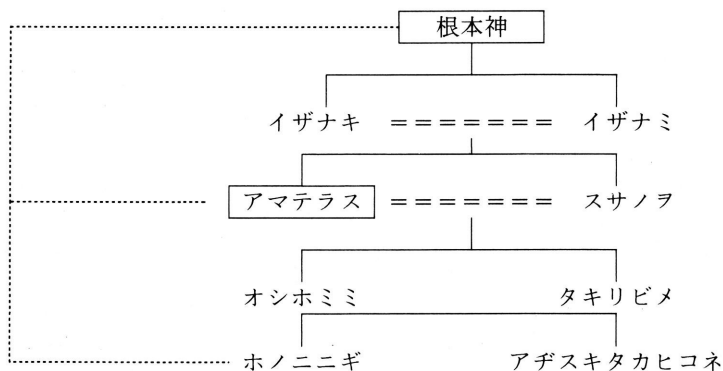 根本神
イザナキ ======= イザナミ
アマテラス ======= スサノヲ
オシホミミ タキリビメ
ホノニニギ アヂスキタカヒコネ